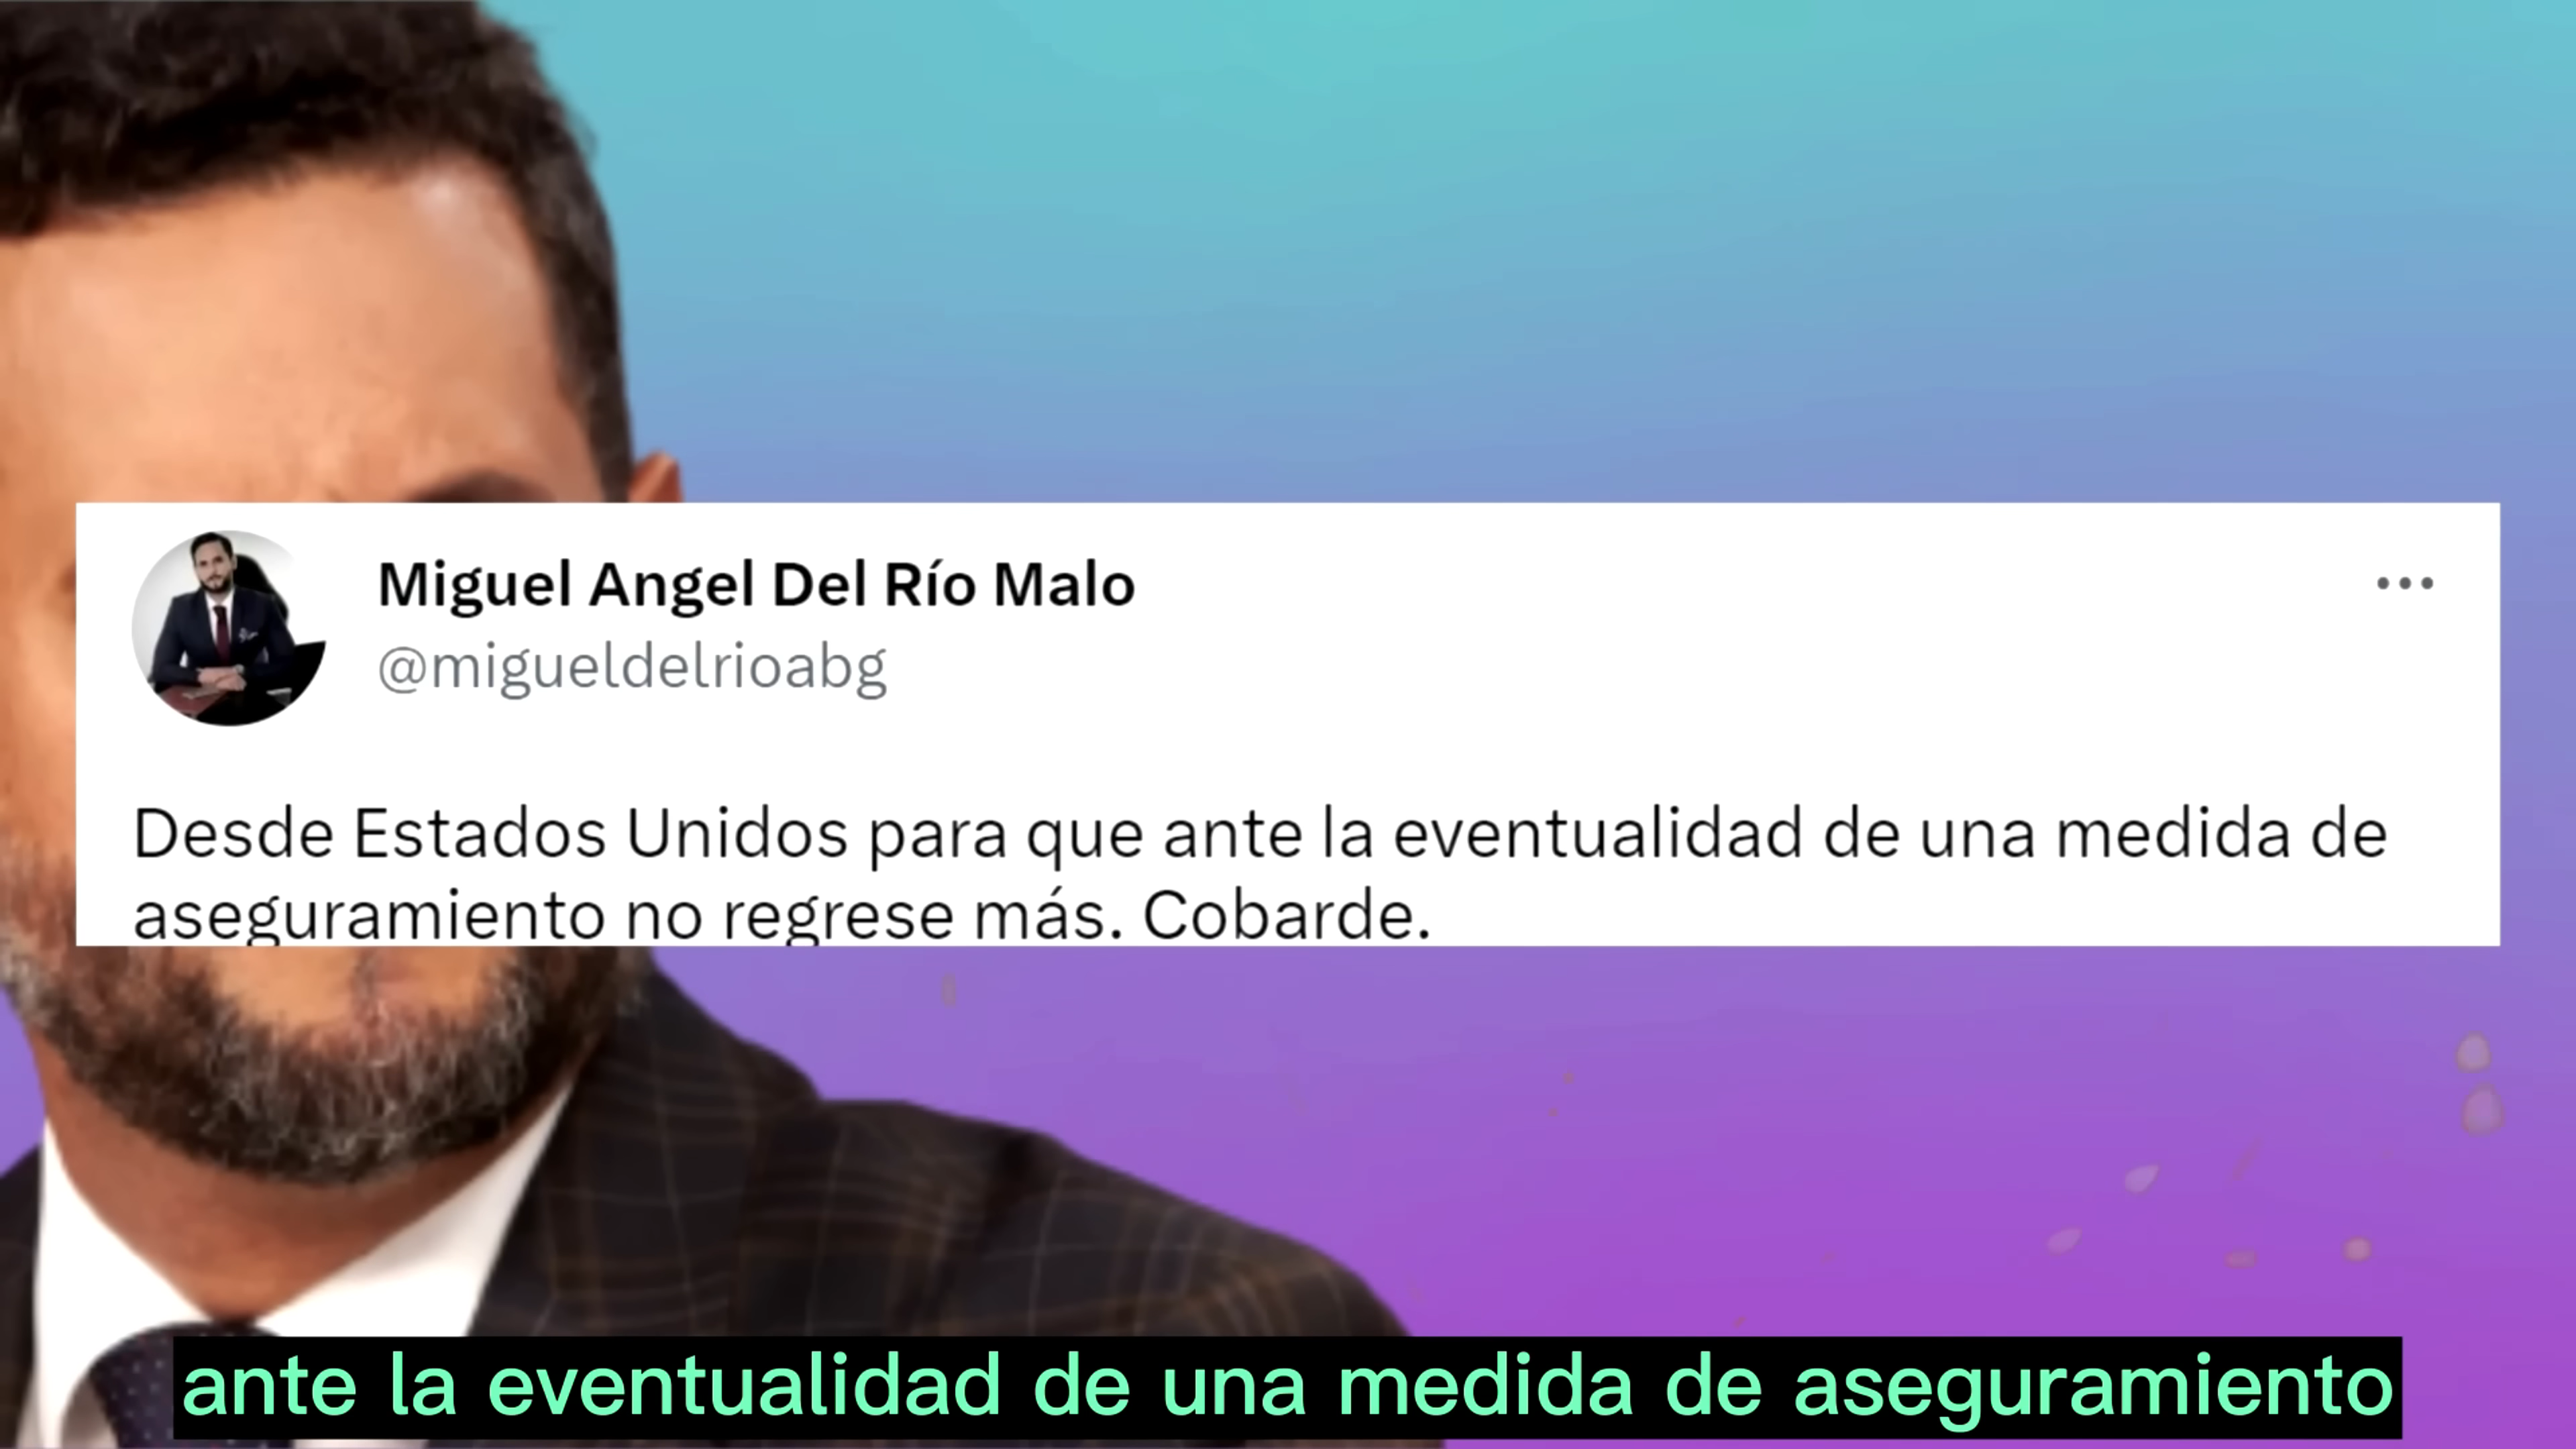 Miguel Angel Del Río Malo
@migueldelrioabg
Desde Estados Unidos para que ante la eventualidad de una medida de
aseguramiento no regrese más. Cobarde.
ante la eventualidad de una medida de aseguramiento